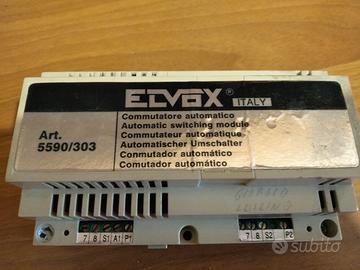 ELVOX®
ITALY
Art.
5590/303
Commutatore automatico
Automatic switching module
Commutateur automatique
Automatischer Umschalter
Conmutador automático
Comutador automático
7 8 S1 A1 P1
7 8 S2 P2
subito